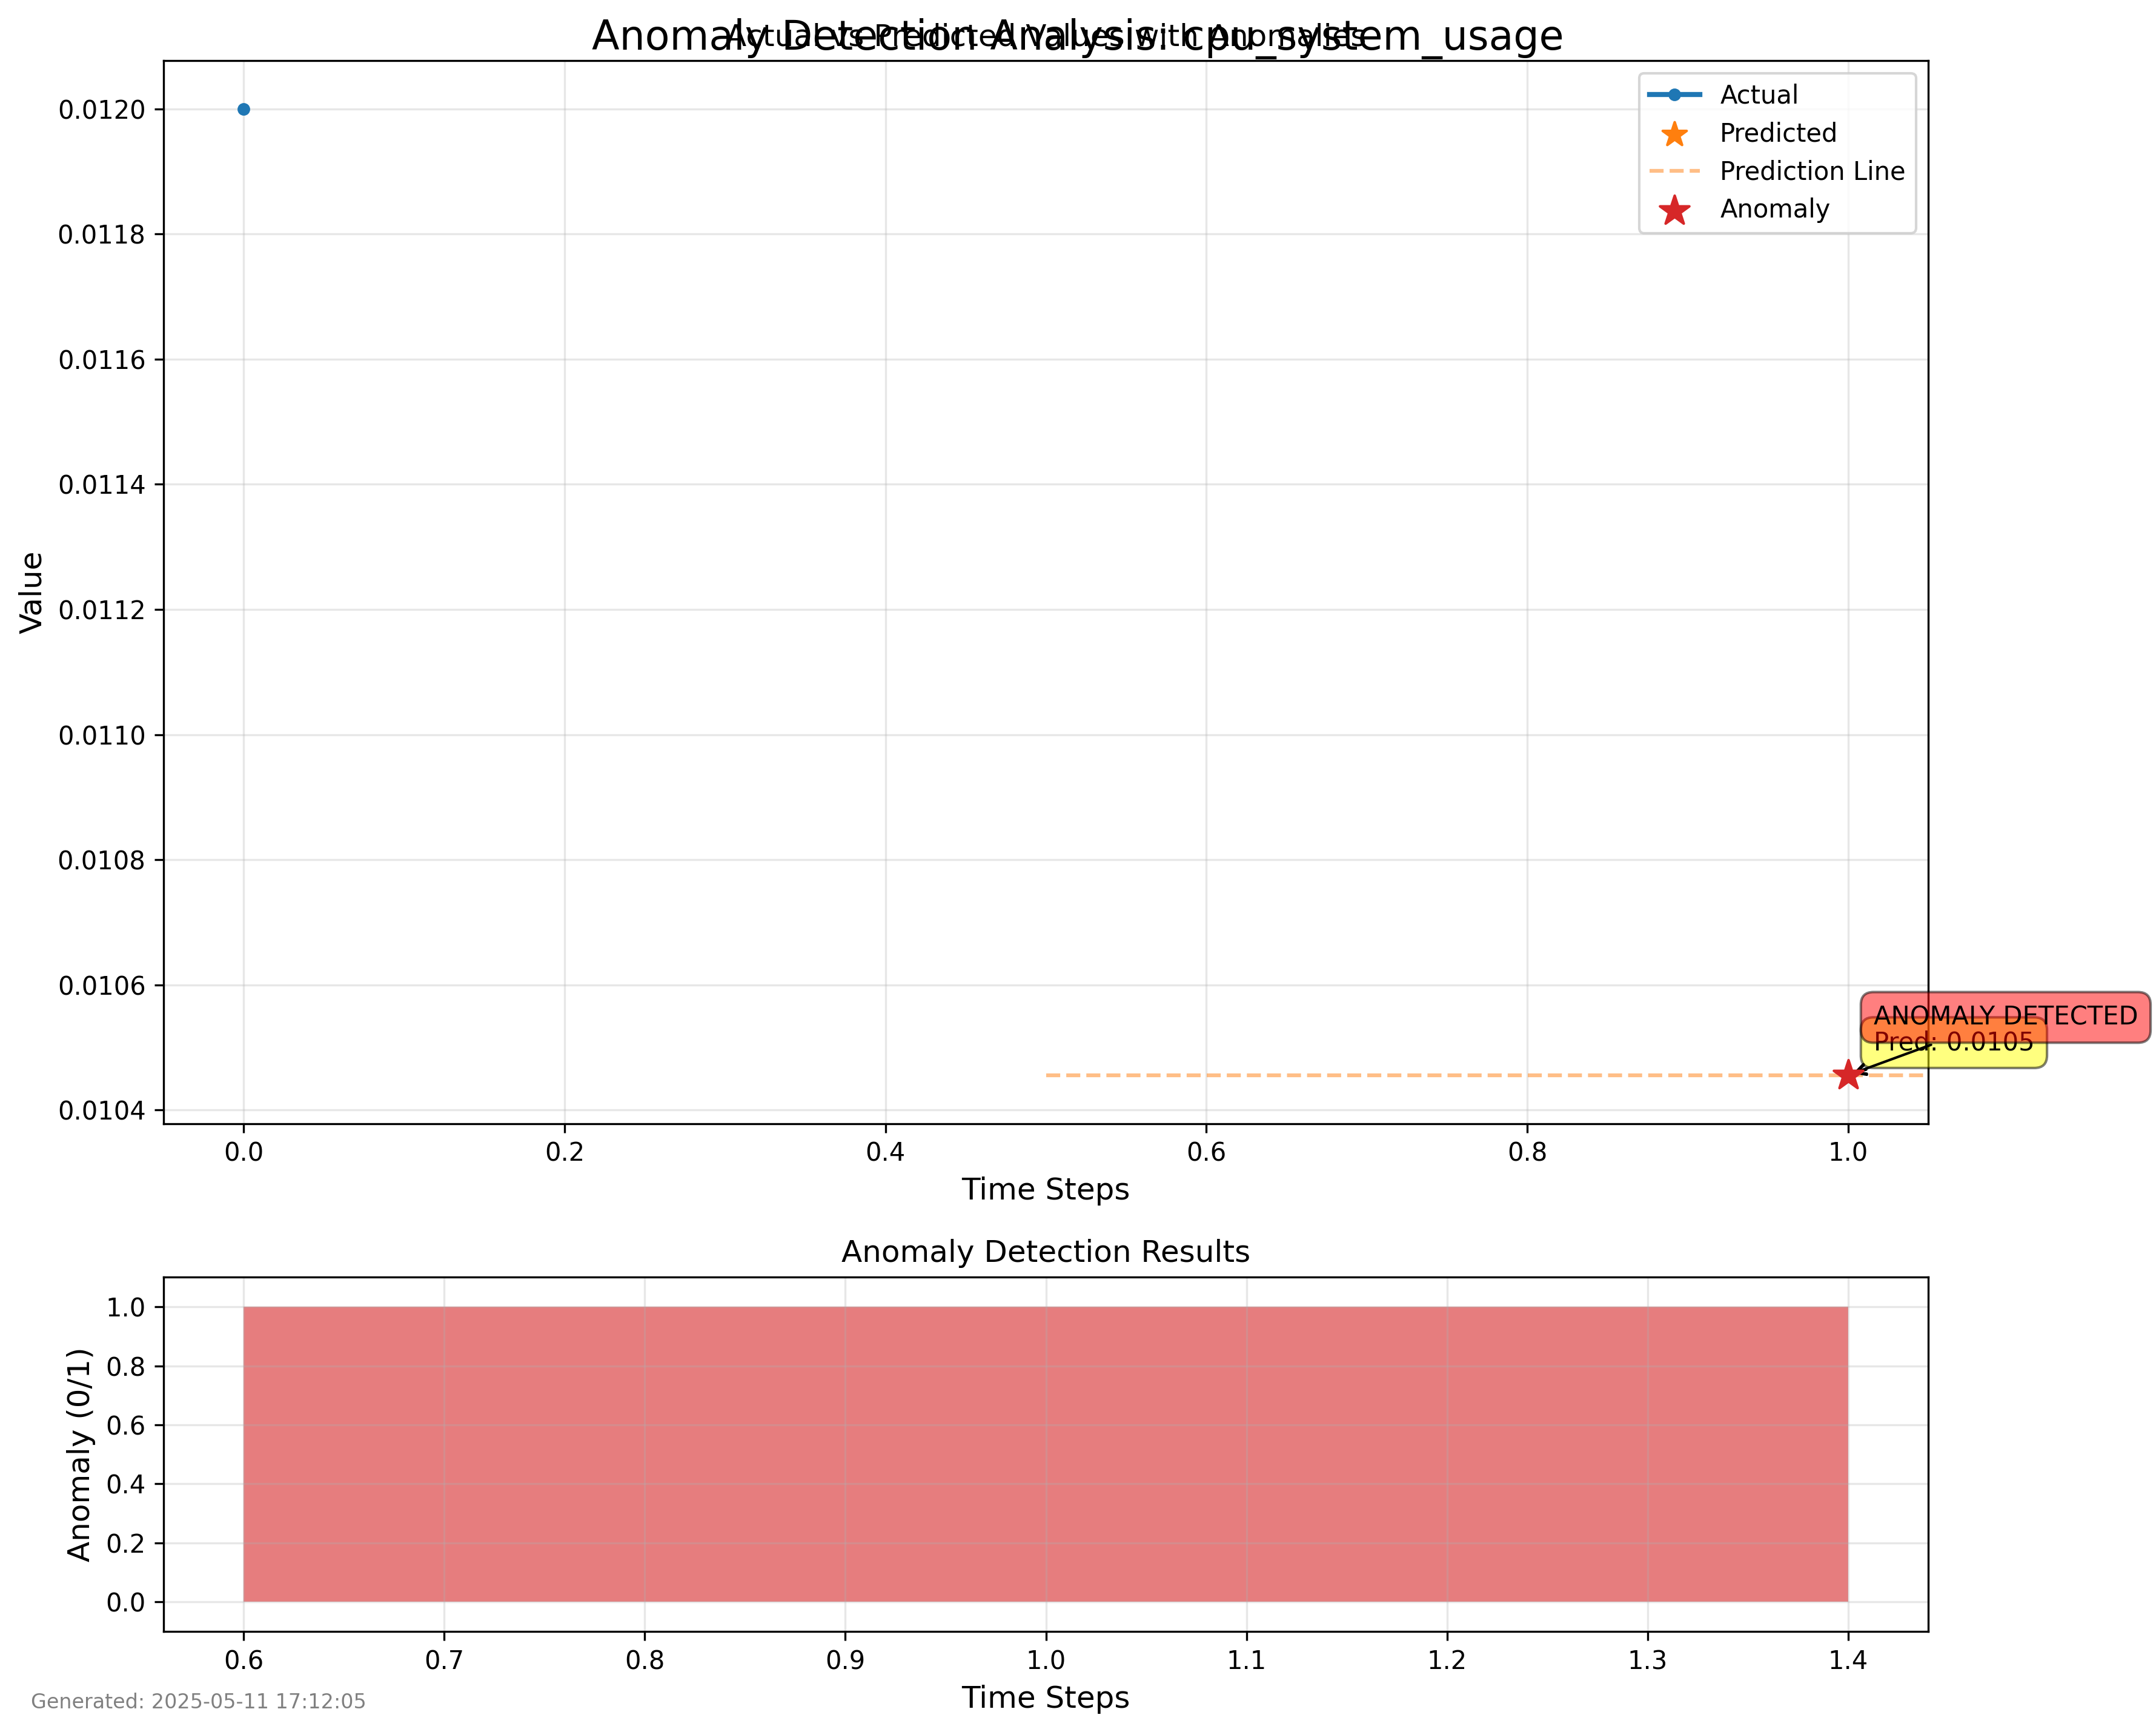 Anomaly Detection Analysis: cpu_system_usage
Actual vs Predicted Values with Anomalies
0.0120
0.0118
0.0116
0.0114
0.0112
0.0110
0.0108
0.0106
0.0104
Value
Actual
Predicted
Prediction Line
Anomaly
ANOMALY DETECTED
Pred: 0.0105
0.0 0.2 0.4 0.6 0.8 1.0
Time Steps
Anomaly Detection Results
1.0
0.8
0.6
0.4
0.2
0.0
Anomaly (0/1)
0.6 0.7 0.8 0.9 1.0 1.1 1.2 1.3 1.4
Time Steps
Generated: 2025-05-11 17:12:05